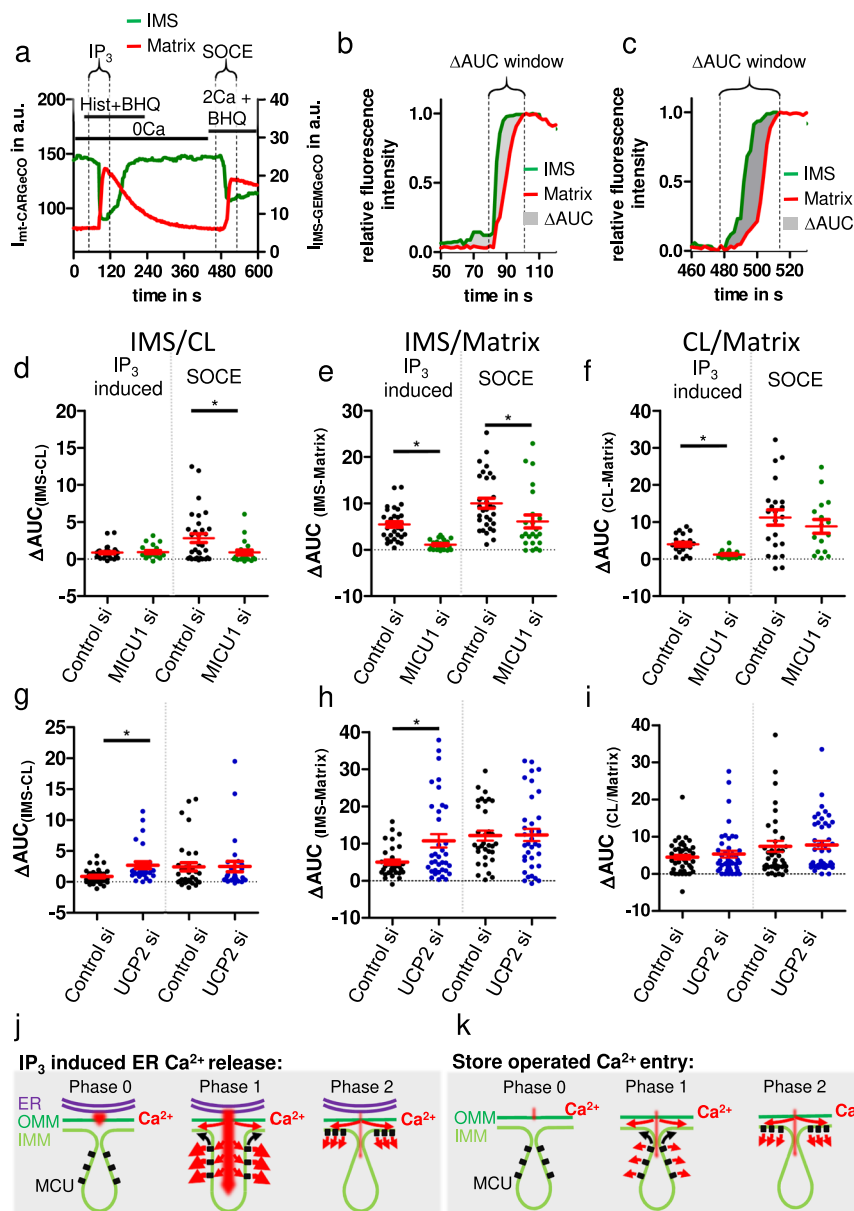 IMS
Matrix
a
IP3
SOCE
200
150
100
Hist+BHQ
0Ca
2Ca +
BHQ
40
30
20
10
0
I mt-CARGeCO in a.u.
I IMS-GEMGeCO in a.u.
0 120 240 360 480 600
time in s
b
ΔAUC window
1.0
0.5
0.0
relative fluorescence
intensity
IMS
Matrix
ΔAUC
50 70 90 110
time in s
c
ΔAUC window
1.0
0.5
0.0
relative fluorescence
intensity
IMS
Matrix
ΔAUC
460 480 500 520
time in s
IMS/CL
IMS/Matrix
CL/Matrix
d
IP3
induced
SOCE
*
20
15
10
5
0
-5
ΔAUC(IMS-CL)
Control si
MICU1 si
Control si
MICU1 si
e
IP3
induced
SOCE
*
*
30
20
10
0
-10
ΔAUC (IMS-Matrix)
Control si
MICU1 si
Control si
MICU1 si
f
IP3
induced
SOCE
*
40
30
20
10
0
-10
ΔAUC (CL-Matrix)
Control si
MICU1 si
Control si
MICU1 si
g
*
25
20
15
10
5
0
-5
ΔAUC(IMS-CL)
Control si
UCP2 si
Control si
UCP2 si
h
*
40
30
20
10
0
-10
ΔAUC (IMS-Matrix)
Control si
UCP2 si
Control si
UCP2 si
i
40
30
20
10
0
-10
ΔAUC (CL/Matrix)
Control si
UCP2 si
Control si
UCP2 si
j
IP3 induced ER Ca2+ release:
Phase 0 Phase 1 Phase 2
ER
OMM
IMM
Ca2+
Ca2+
MCU
k
Store operated Ca2+ entry:
Phase 0 Phase 1 Phase 2
OMM
IMM
Ca2+
Ca2+
MCU